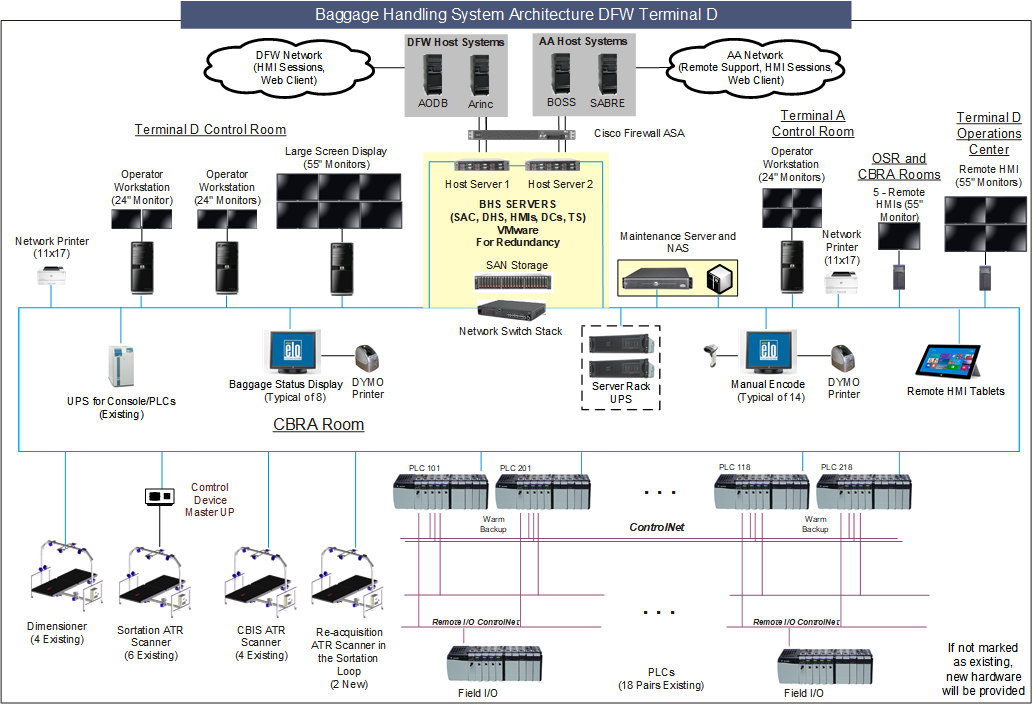 Baggage Handling System Architecture DFW Terminal D
DFW Network
(HMI Sessions,
Web Client)
DFW Host Systems
AODB
Arinc
AA Host Systems
BOSS
SABRE
AA Network
(Remote Support, HMI Sessions,
Web Client)
Cisco Firewall ASA
Terminal D Control Room
Operator
Workstation
(24" Monitor)
Operator
Workstation
(24" Monitors)
Large Screen Display
(55" Monitors)
Network Printer
(11x17)
Host Server 1
Host Server 2
BHS SERVERS
(SAC, DHS, HMIs, DCs, TS)
VMware
For Redundancy
SAN Storage
Network Switch Stack
Maintenance Server and
NAS
Terminal A
Control Room
Operator
Workstation
(24" Monitors)
Network
Printer
(11x17)
OSR and
CBRA Rooms
5 - Remote
HMIs (55"
Monitor)
Terminal D
Operations
Center
Remote HMI
(55" Monitors)
UPS for Console/PLCs
(Existing)
elo
Baggage Status Display
(Typical of 8)
DYMO
Printer
CBRA Room
Server Rack
UPS
elo
Manual Encode
(Typical of 14)
DYMO
Printer
Remote HMI Tablets
Comtrol
Device
Master UP
Dimensioner
(4 Existing)
Sortation ATR
Scanner
(6 Existing)
CBIS ATR
Scanner
(4 Existing)
Re-acquisition
ATR Scanner in
the Sortation
Loop
(2 New)
PLC 101
PLC 201
Warm
Backup
. . .
ControlNet
PLC 118
PLC 218
Warm
Backup
Remote I/O ControlNet
. . .
Remote I/O ControlNet
Field I/O
PLCs
(18 Pairs Existing)
Field I/O
If not marked
as existing,
new hardware
will be provided